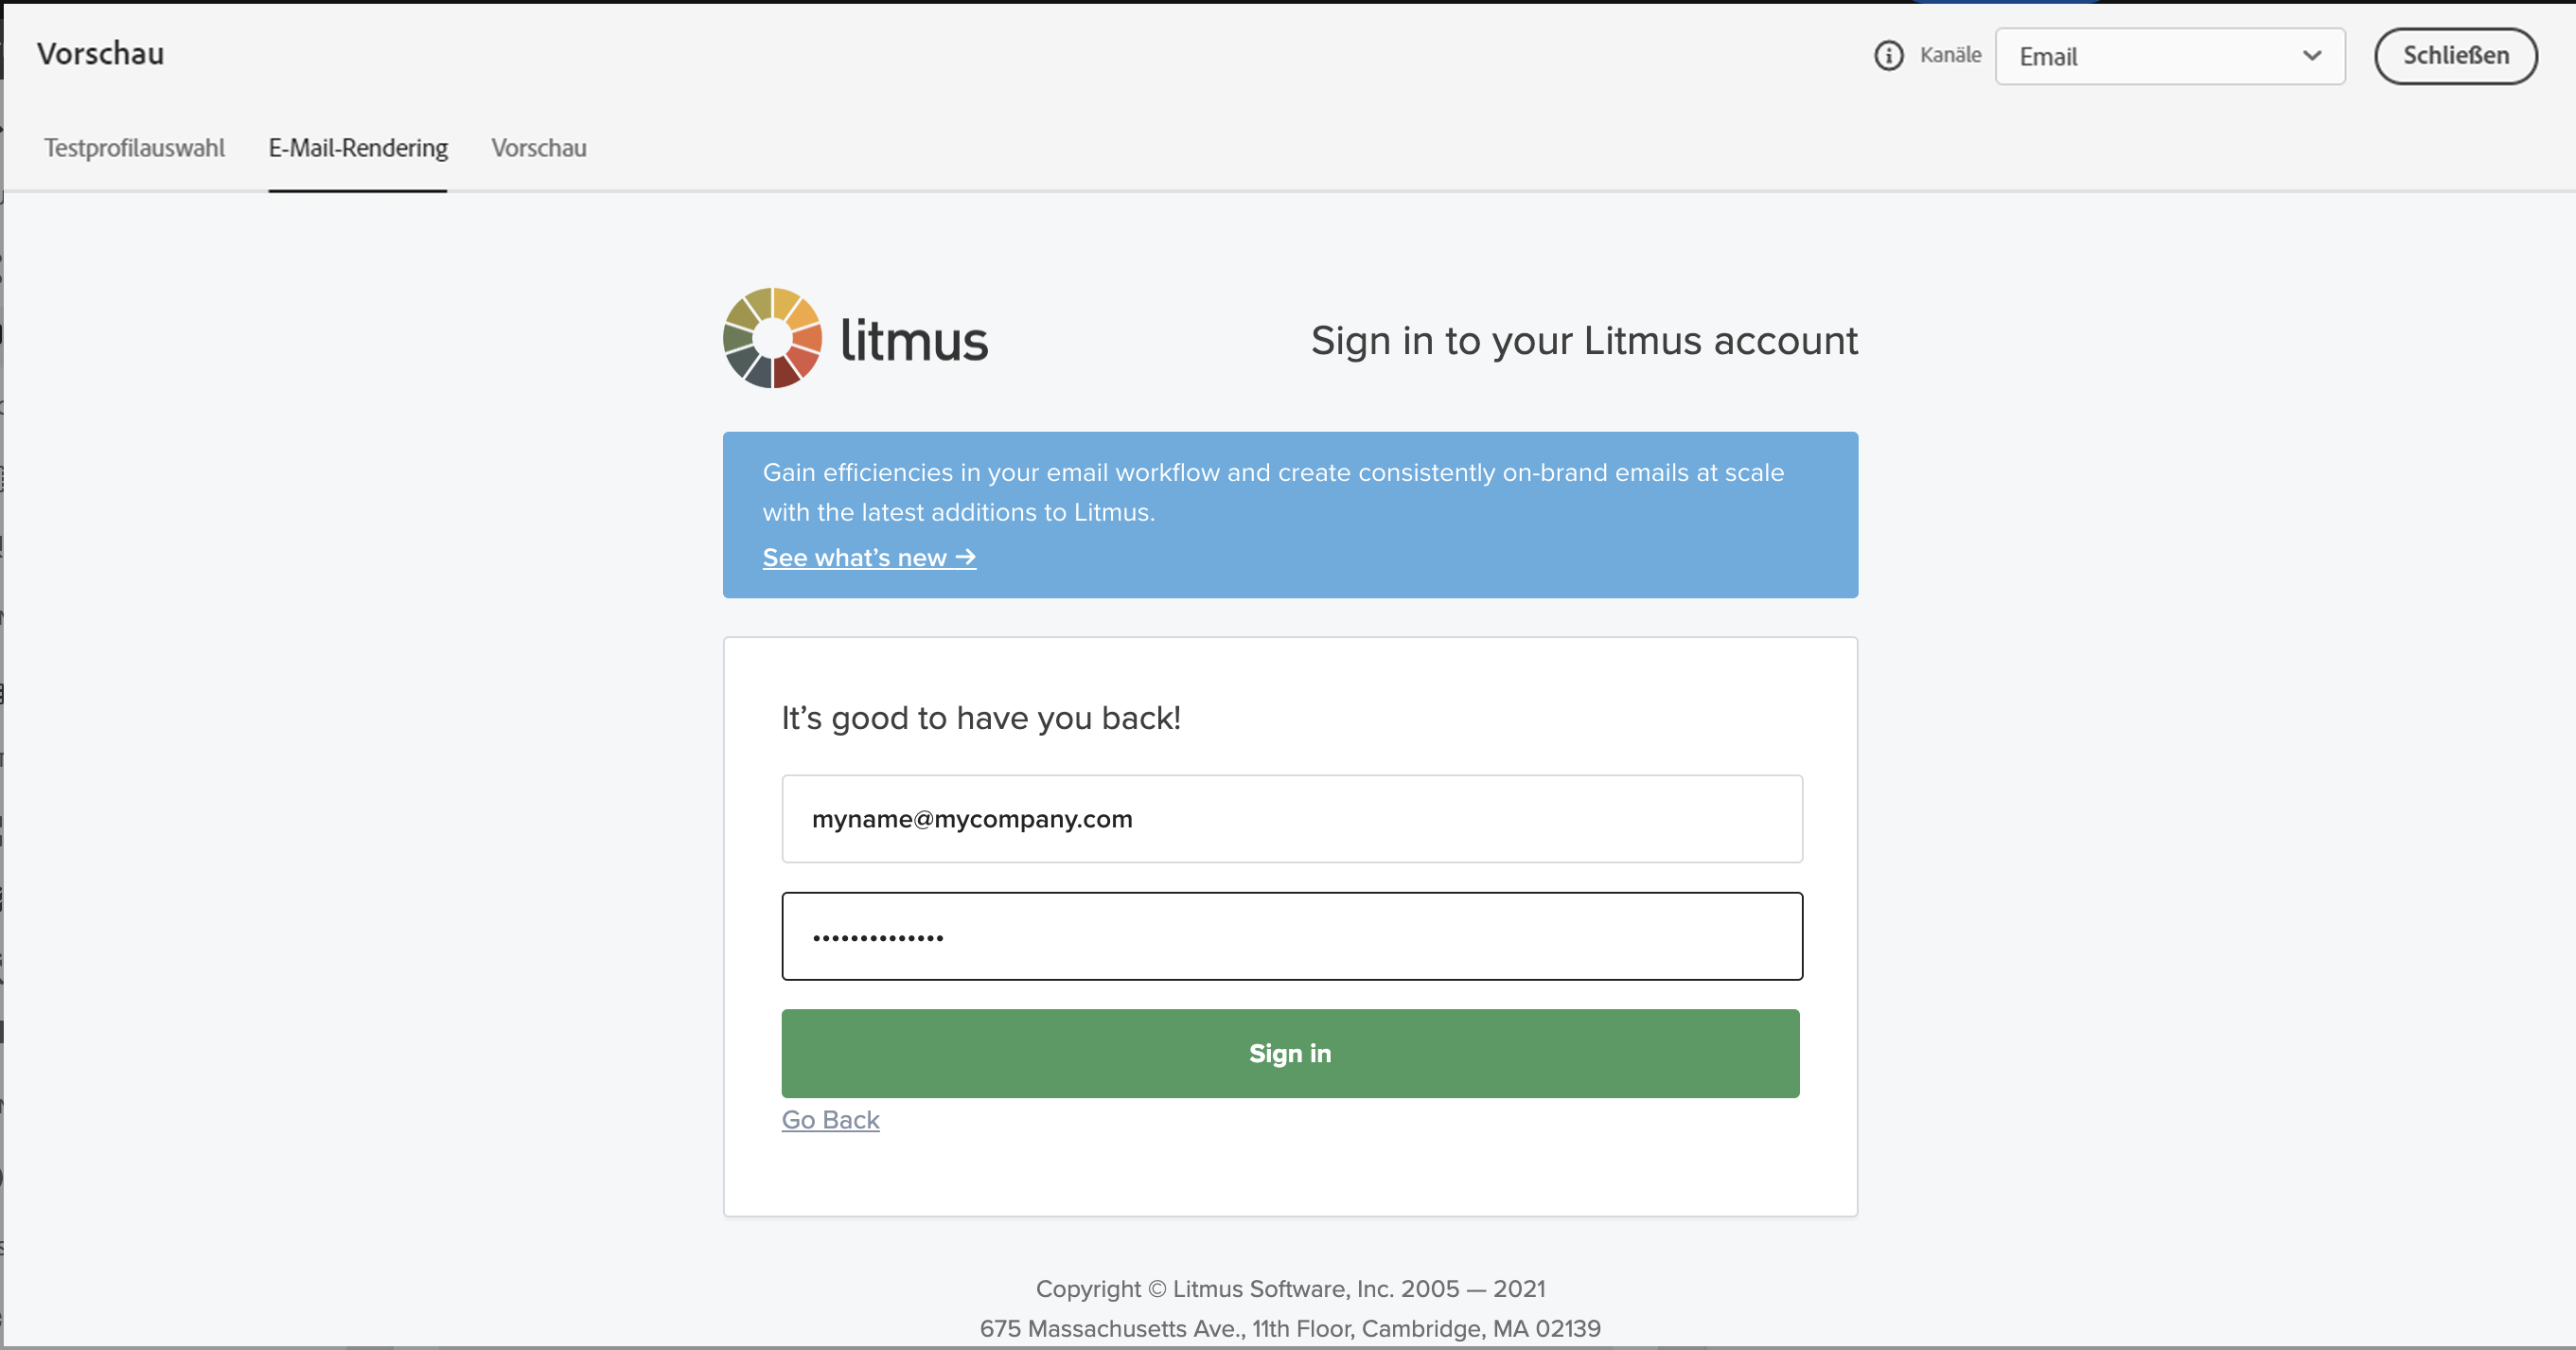 Vorschau
Kanäle
Email
Schließen
Testprofilauswahl
E-Mail-Rendering
Vorschau
litmus
Sign in to your Litmus account
Gain efficiencies in your email workflow and create consistently on-brand emails at scale
with the latest additions to Litmus.
See what’s new →
It’s good to have you back!
myname@mycompany.com
••••••••••••••
Sign in
Go Back
Copyright © Litmus Software, Inc. 2005 — 2021
675 Massachusetts Ave., 11th Floor, Cambridge, MA 02139